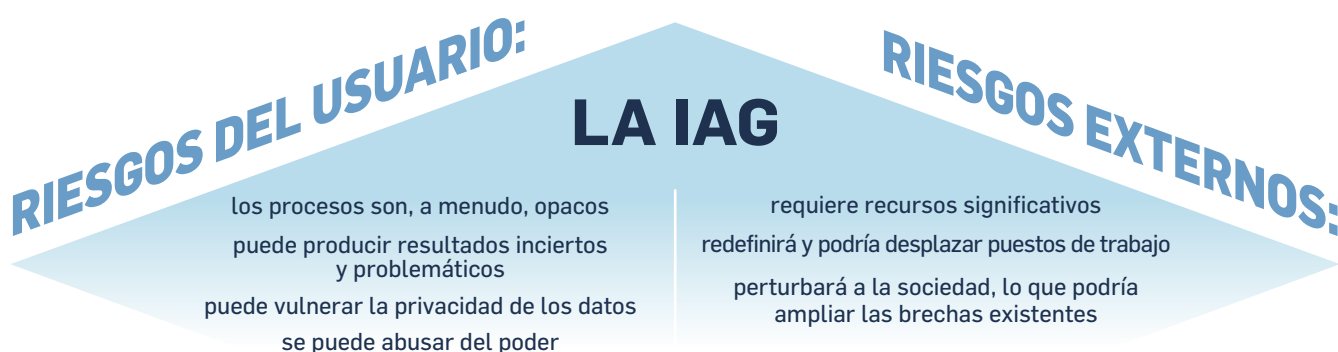 RIESGOS DEL USUARIO:
RIESGOS EXTERNOS:
LA IAG
los procesos son, a menudo, opacos
puede producir resultados inciertos
y problemáticos
puede vulnerar la privacidad de los datos
se puede abusar del poder
requiere recursos significativos
redefinirá y podría desplazar puestos de trabajo
perturbará a la sociedad, lo que podría
ampliar las brechas existentes